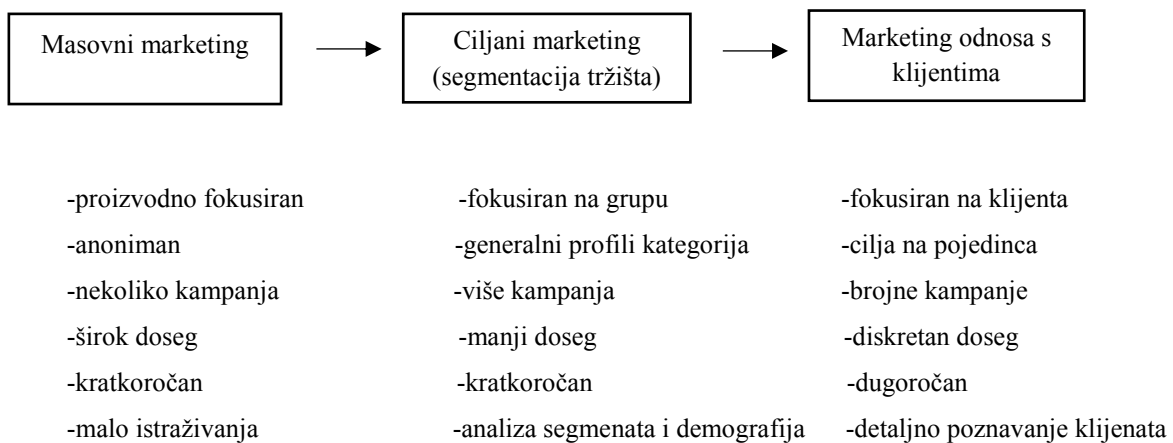 Masovni marketing
Ciljani marketing
(segmentacija tržišta)
Marketing odnosa s
klijentima
-proizvodno fokusiran
-anoniman
-nekoliko kampanja
-širok doseg
-kratkoročan
-malo istraživanja
-fokusiran na grupu
-generalni profili kategorija
-više kampanja
-manji doseg
-kratkoročan
-analiza segmenata i demografija
-fokusiran na klijenta
-cilja na pojedinca
-brojne kampanje
-diskretan doseg
-dugoročan
-detaljno poznavanje klijenata